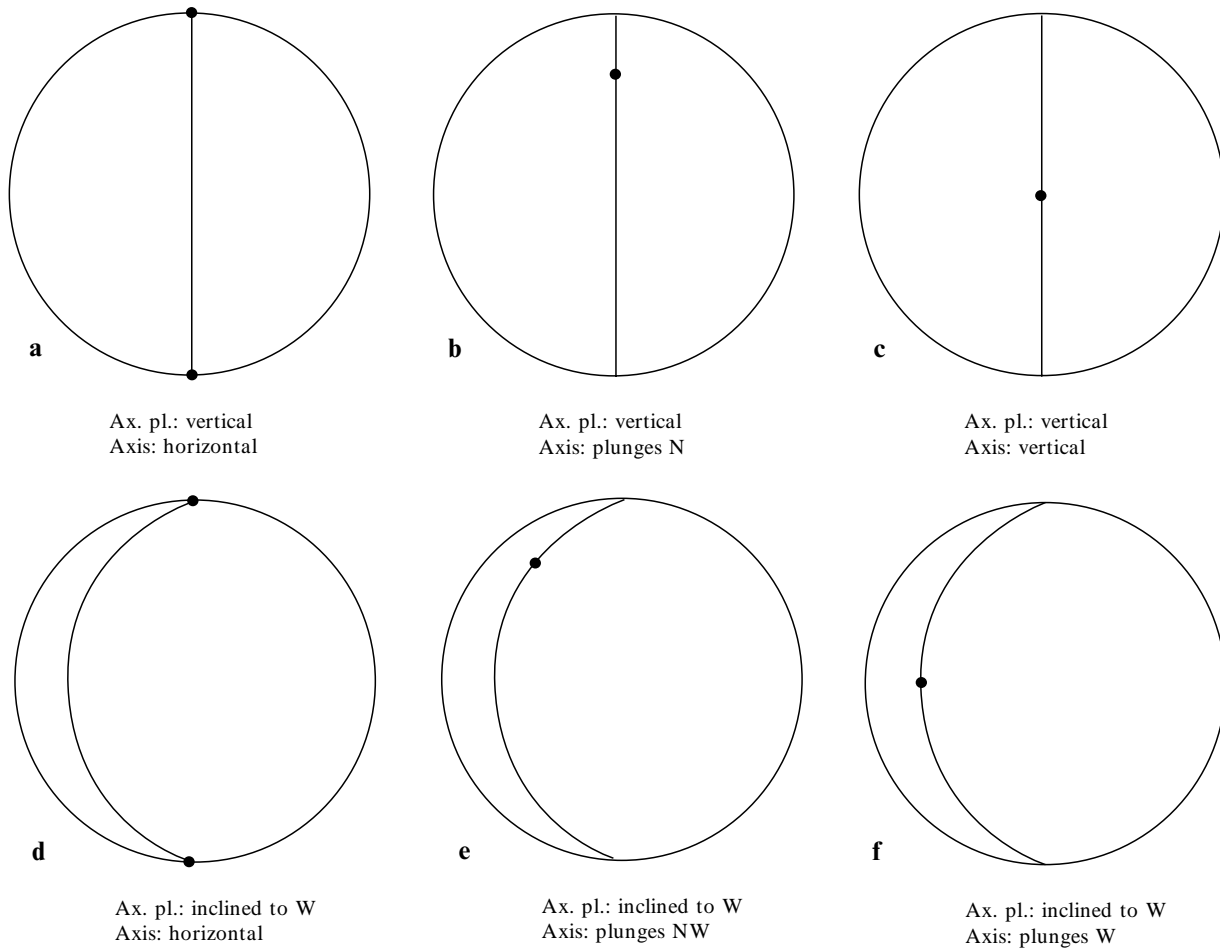 a
b
c
Ax. pl.: vertical
Axis: horizontal
Ax. pl.: vertical
Axis: plunges N
Ax. pl.: vertical
Axis: vertical
d
e
f
Ax. pl.: inclined to W
Axis: horizontal
Ax. pl.: inclined to W
Axis: plunges NW
Ax. pl.: inclined to W
Axis: plunges W